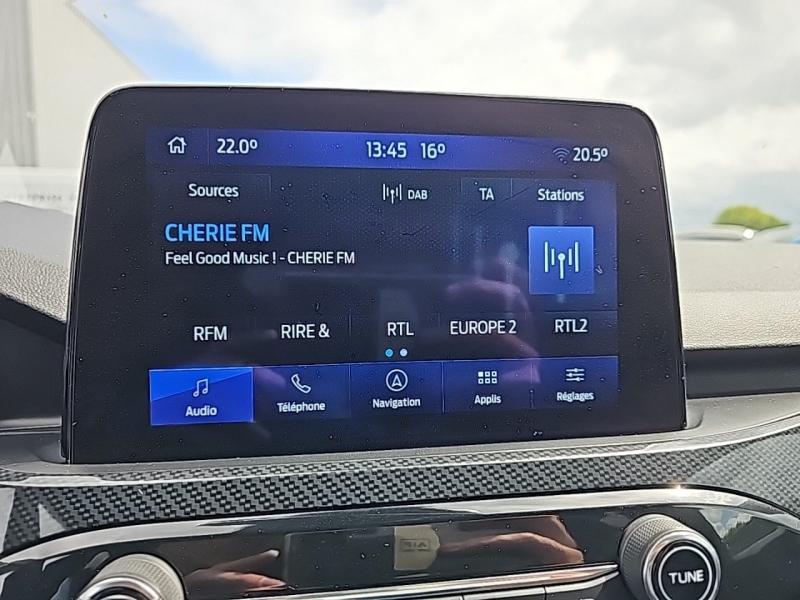 22.0° 13:45 16° 20.5°
Sources DAB TA Stations
CHERIE FM
Feel Good Music ! - CHERIE FM
RFM RIRE & RTL EUROPE 2 RTL2
Audio Téléphone Navigation Applis Réglages
TUNE